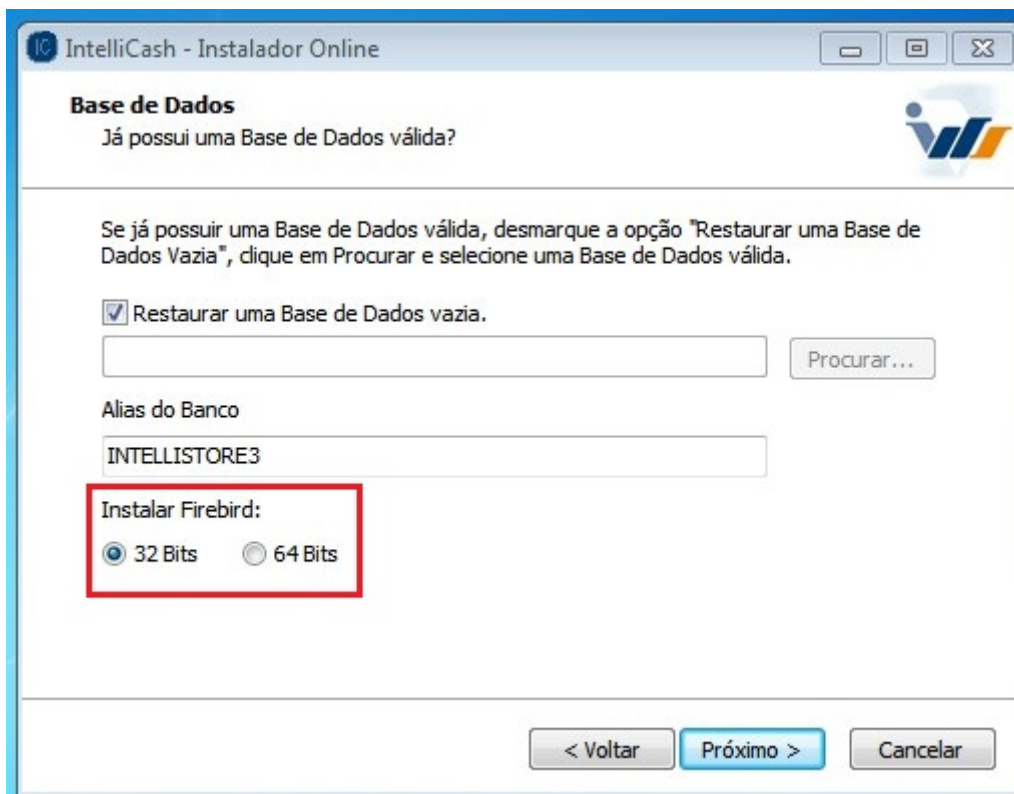 IC IntelliCash - Instalador Online
Base de Dados
Já possui uma Base de Dados válida?
Se já possuir uma Base de Dados válida, desmarque a opção "Restaurar uma Base de
Dados Vazia", clique em Procurar e selecione uma Base de Dados válida.
Restaurar uma Base de Dados vazia.
Procurar...
Alias do Banco
INTELLISTORE3
Instalar Firebird:
32 Bits 64 Bits
< Voltar Próximo > Cancelar